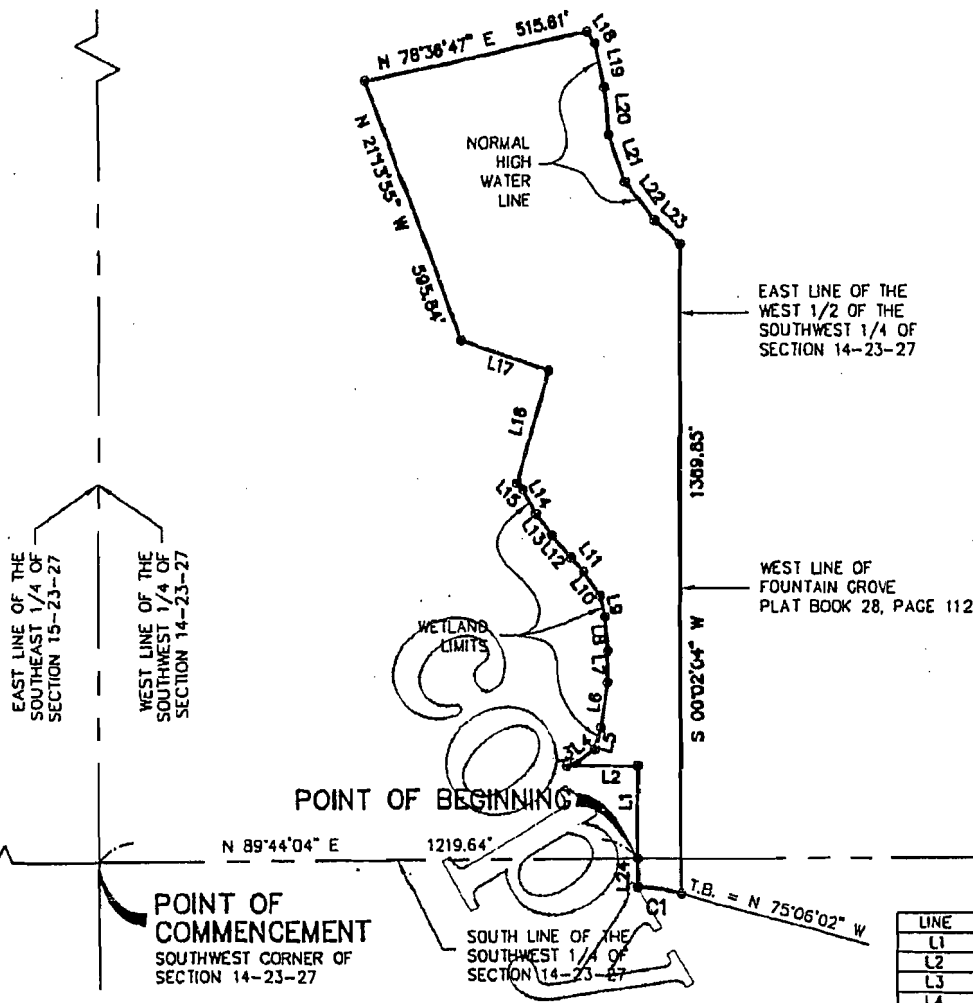 N 78°36'47" E 515.61'
L18
L19
L20
L21
L22
L23
NORMAL
HIGH
WATER
LINE
N 21°13'55" W 595.84'
EAST LINE OF THE
WEST 1/2 OF THE
SOUTHWEST 1/4 OF
SECTION 14-23-27
L17
L16
1369.85'
S 00°02'04" W
WEST LINE OF
FOUNTAIN GROVE
PLAT BOOK 28, PAGE 112
L15
L14
L13
L12
L11
L10
L9
L8
L7
L6
L5
L4
L3
L2
L1
WETLAND
LIMITS
EAST LINE OF THE
SOUTHEAST 1/4 OF
SECTION 15-23-27
WEST LINE OF THE
SOUTHWEST 1/4 OF
SECTION 14-23-27
copy
POINT OF BEGINNING
N 89°44'04" E 1219.64'
L24
C1
T.B. = N 75°06'02" W
POINT OF
COMMENCEMENT
SOUTHWEST CORNER OF
SECTION 14-23-27
SOUTH LINE OF THE
SOUTHWEST 1/4 OF
SECTION 14-23-27
LINE
L1
L2
L3
L4